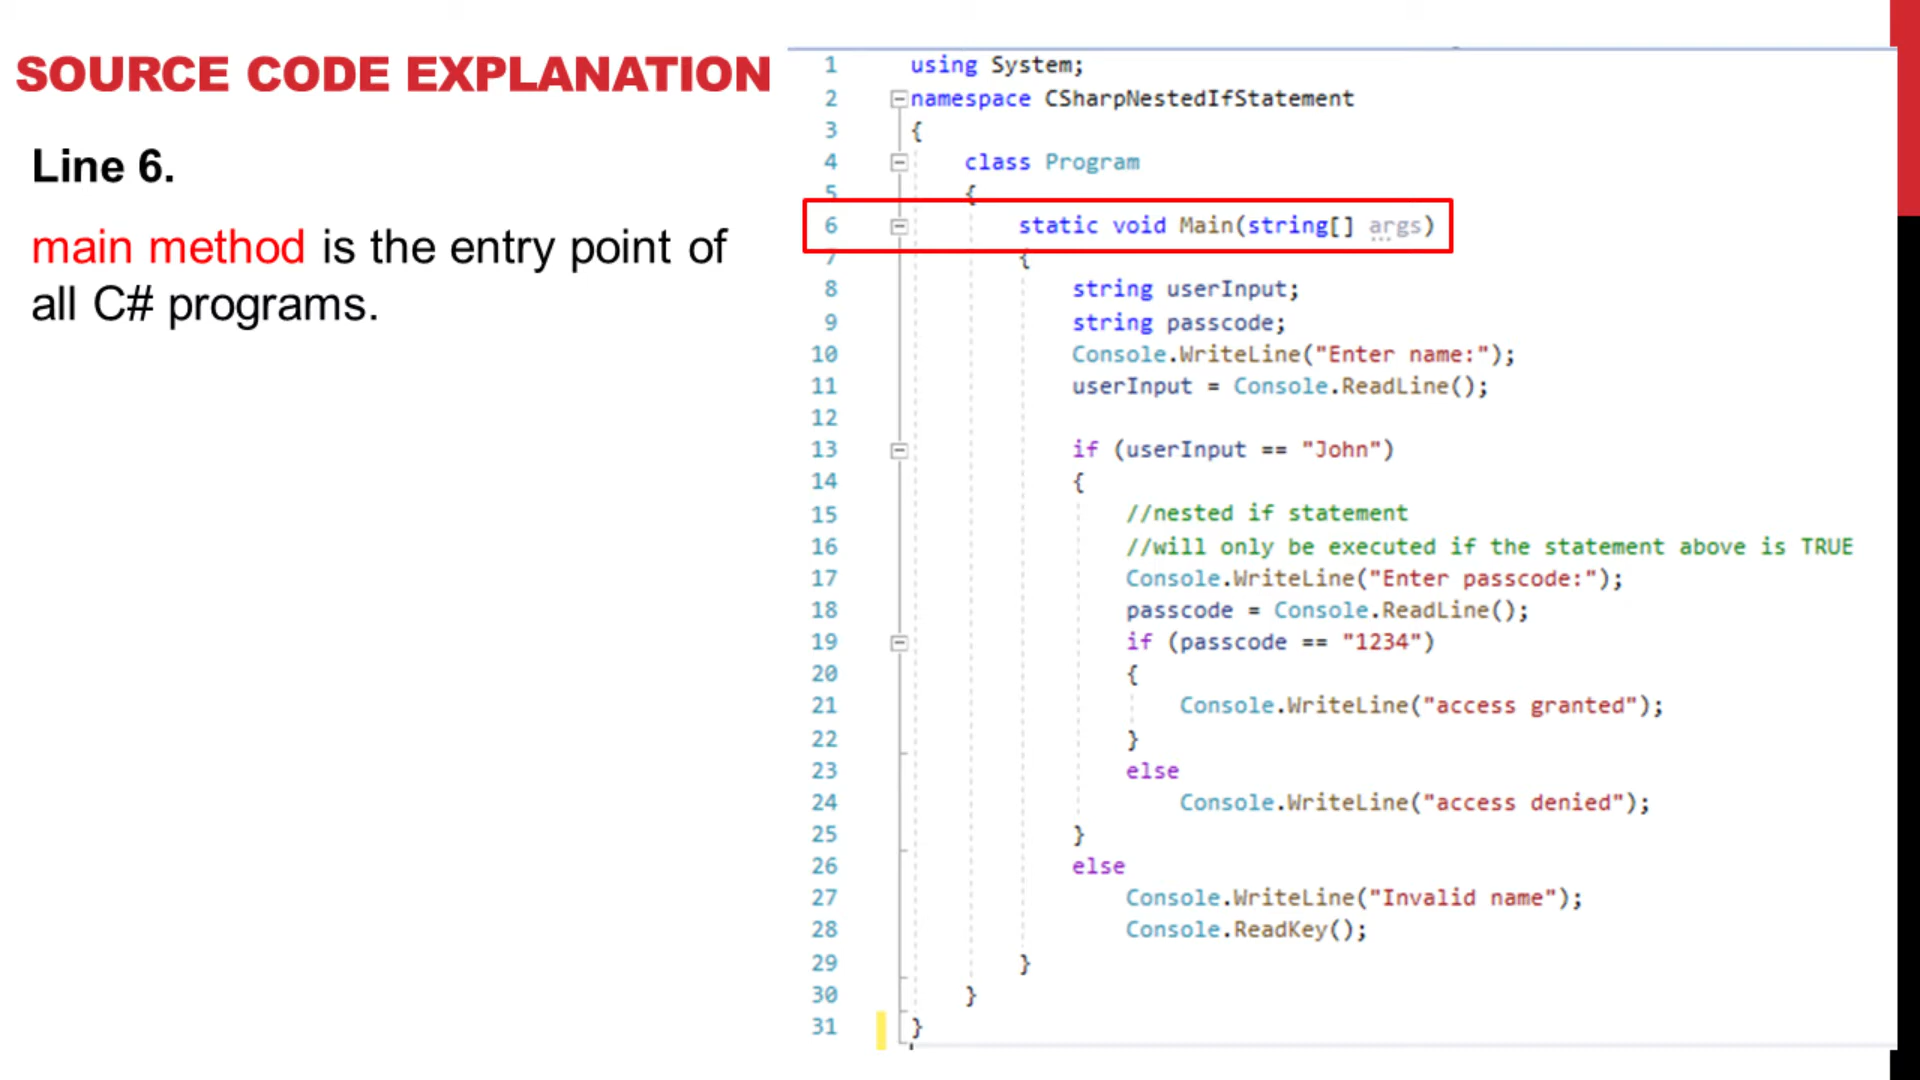 SOURCE CODE EXPLANATION
Line 6.
main method is the entry point of
all C# programs.
1 using System;
2 namespace CSharpNestedIfStatement
3 {
4 class Program
5 {
6 static void Main(string[] args)
7 {
8 string userInput;
9 string passcode;
10 Console.WriteLine("Enter name:");
11 userInput = Console.ReadLine();
12
13 if (userInput == "John")
14 {
15 //nested if statement
16 //will only be executed if the statement above is TRUE
17 Console.WriteLine("Enter passcode:");
18 passcode = Console.ReadLine();
19 if (passcode == "1234")
20 {
21 Console.WriteLine("access granted");
22 }
23 else
24 Console.WriteLine("access denied");
25 }
26 else
27 Console.WriteLine("Invalid name");
28 Console.ReadKey();
29 }
30 }
31 }